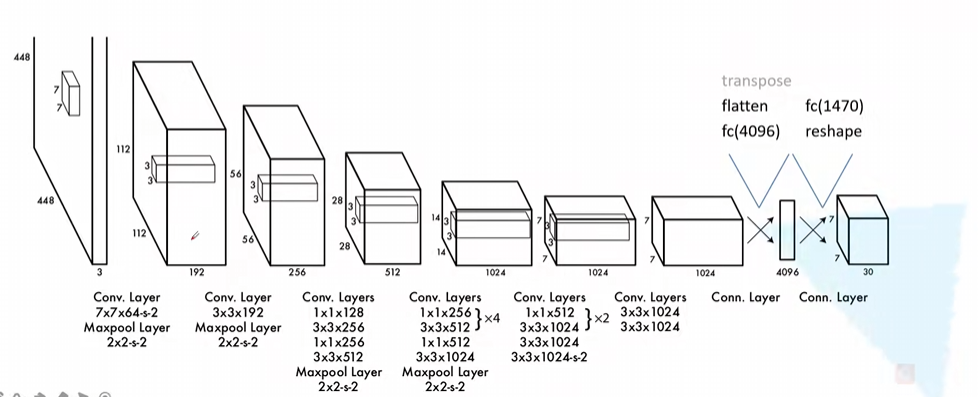 transpose
flatten
fc(4096)
fc(1470)
reshape
448
7
7
448
3
112
3
3
112
192
56
3
3
56
256
28
3
3
28
512
14
3
3
14
1024
7
3
3
7
1024
7
7
1024
4096
7
7
30
Conv. Layer
7x7x64-s-2
Maxpool Layer
2x2-s-2
Conv. Layer
3x3x192
Maxpool Layer
2x2-s-2
Conv. Layers
1x1x128
3x3x256
1x1x256
3x3x512
Maxpool Layer
2x2-s-2
Conv. Layers
1x1x256
3x3x512
}×4
1x1x512
3x3x1024
Maxpool Layer
2x2-s-2
Conv. Layers
1x1x512
3x3x1024
}×2
3x3x1024
3x3x1024-s-2
Conv. Layers
3x3x1024
3x3x1024
Conn. Layer
Conn. Layer